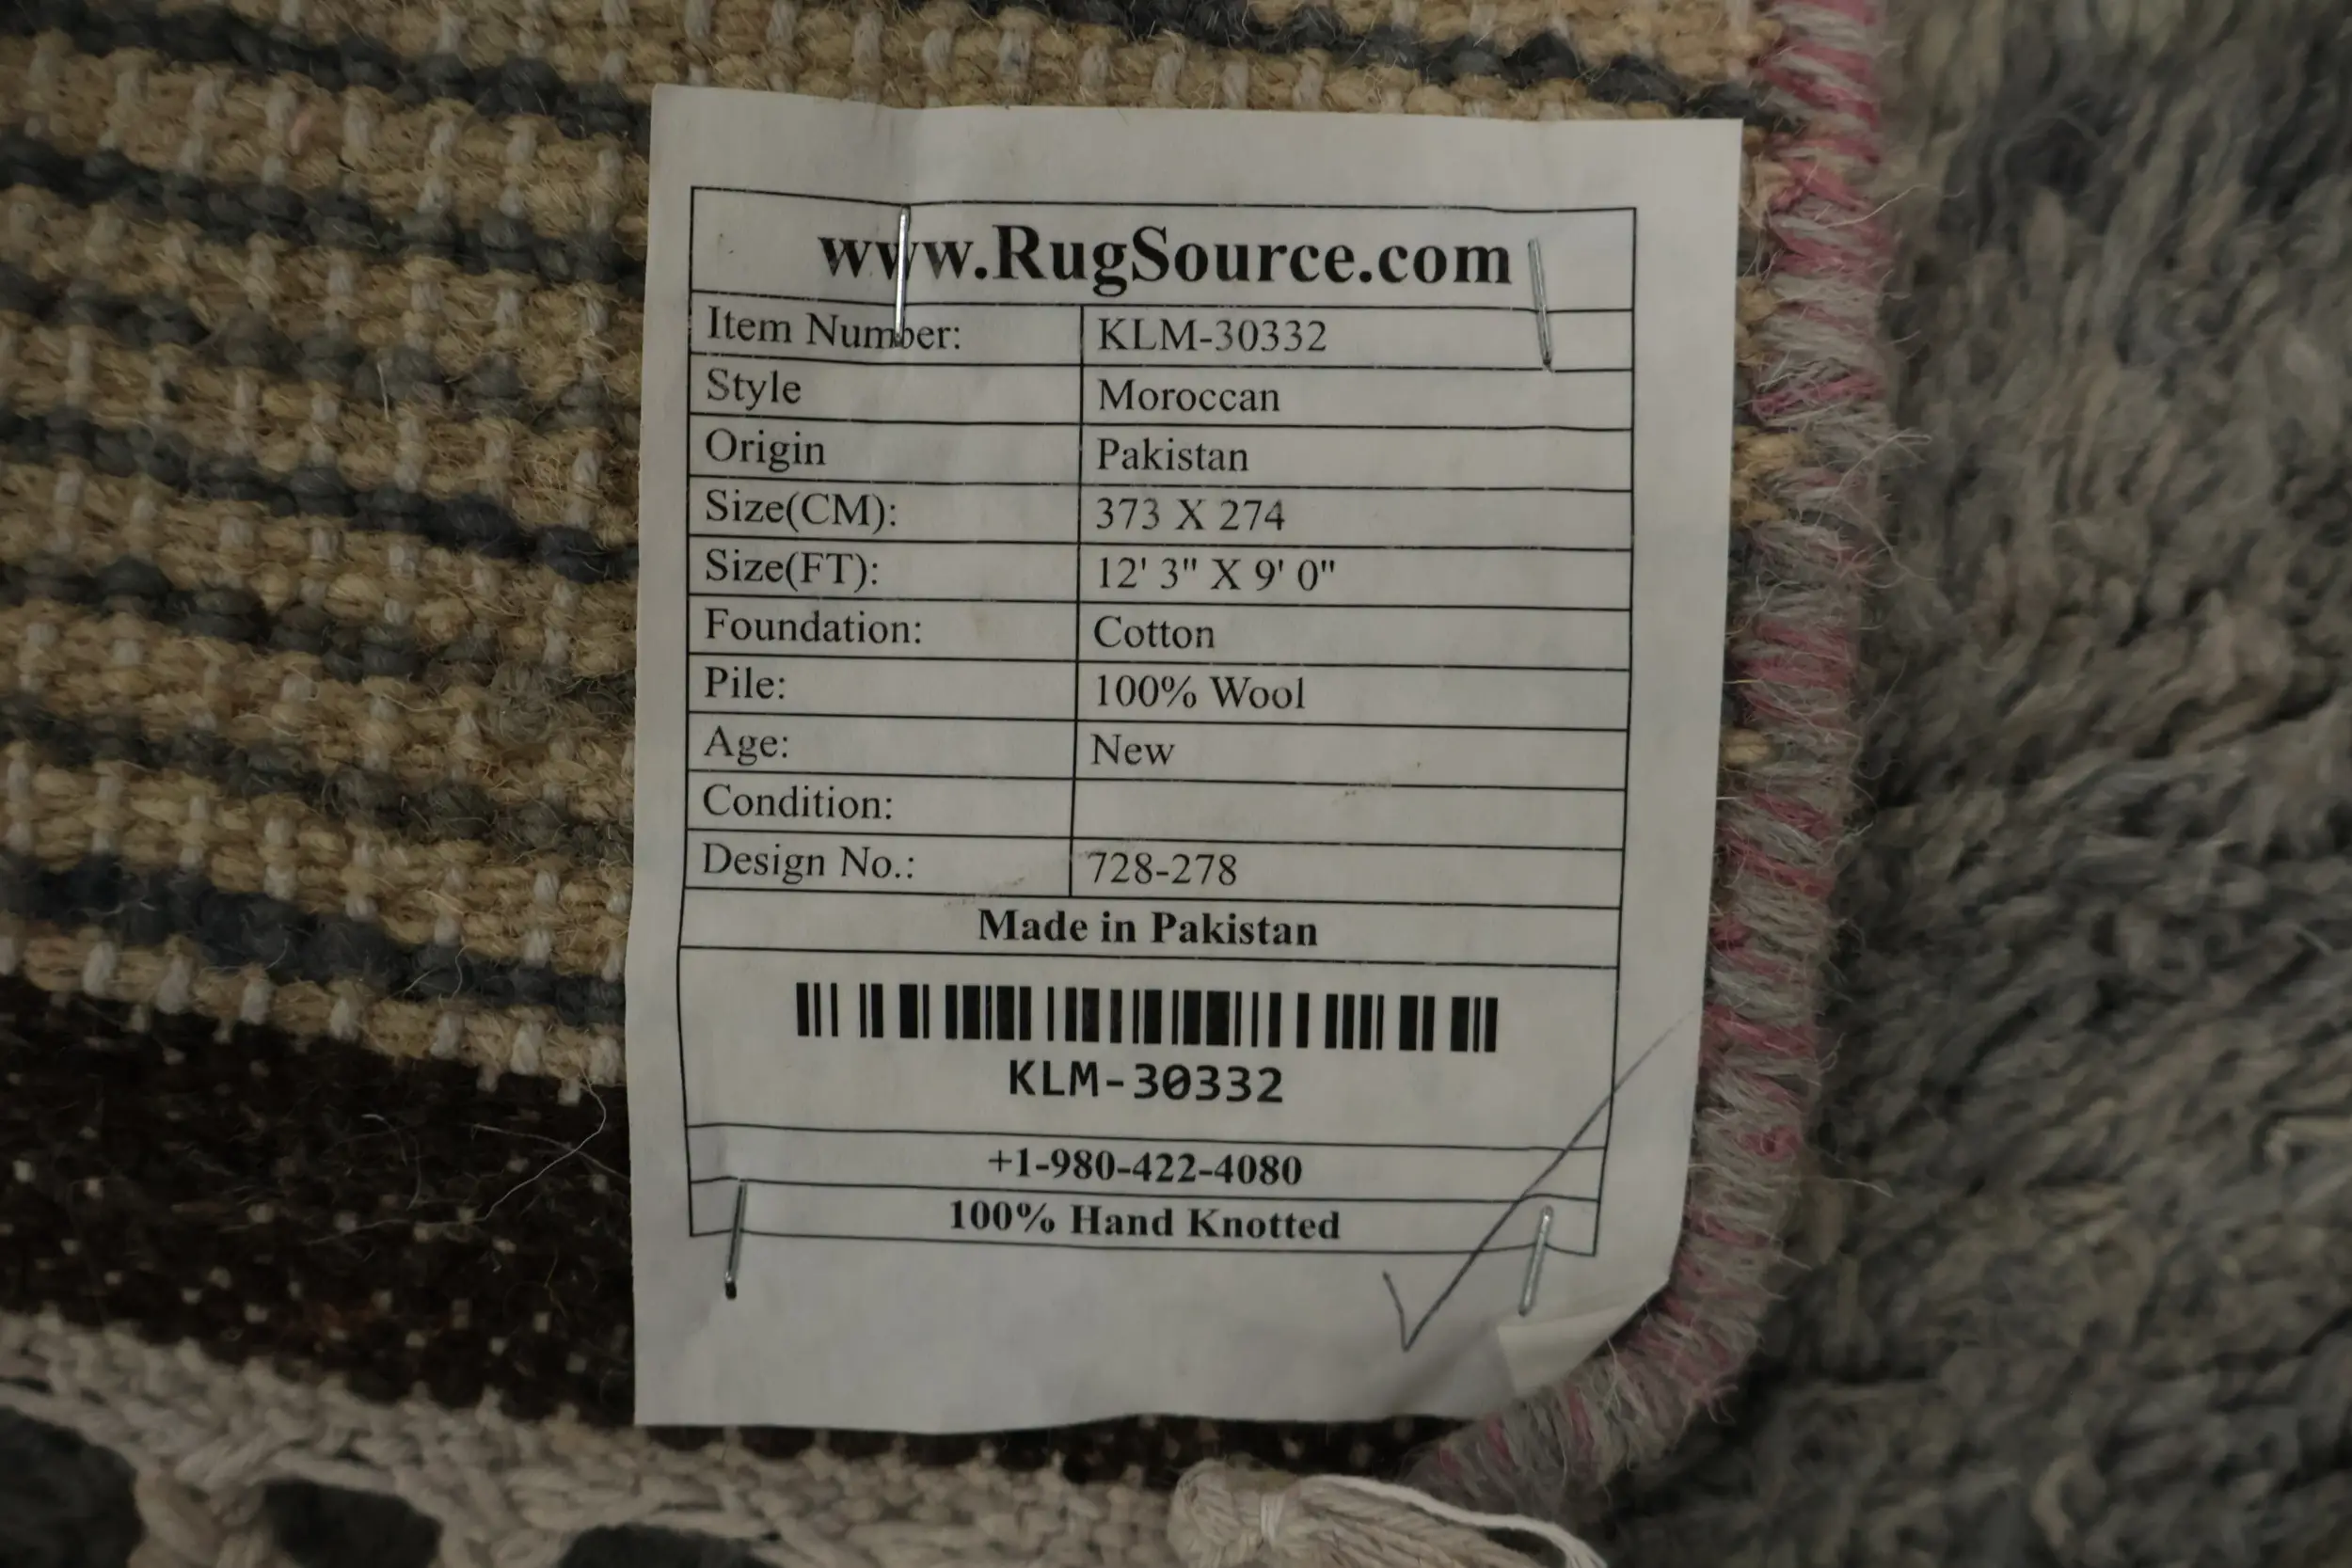 www.RugSource.com
Item Number: KLM-30332
Style Moroccan
Origin Pakistan
Size(CM): 373 X 274
Size(FT): 12' 3" X 9' 0"
Foundation: Cotton
Pile: 100% Wool
Age: New
Condition:
Design No.: 728-278
Made in Pakistan
KLM-30332
+1-980-422-4080
100% Hand Knotted